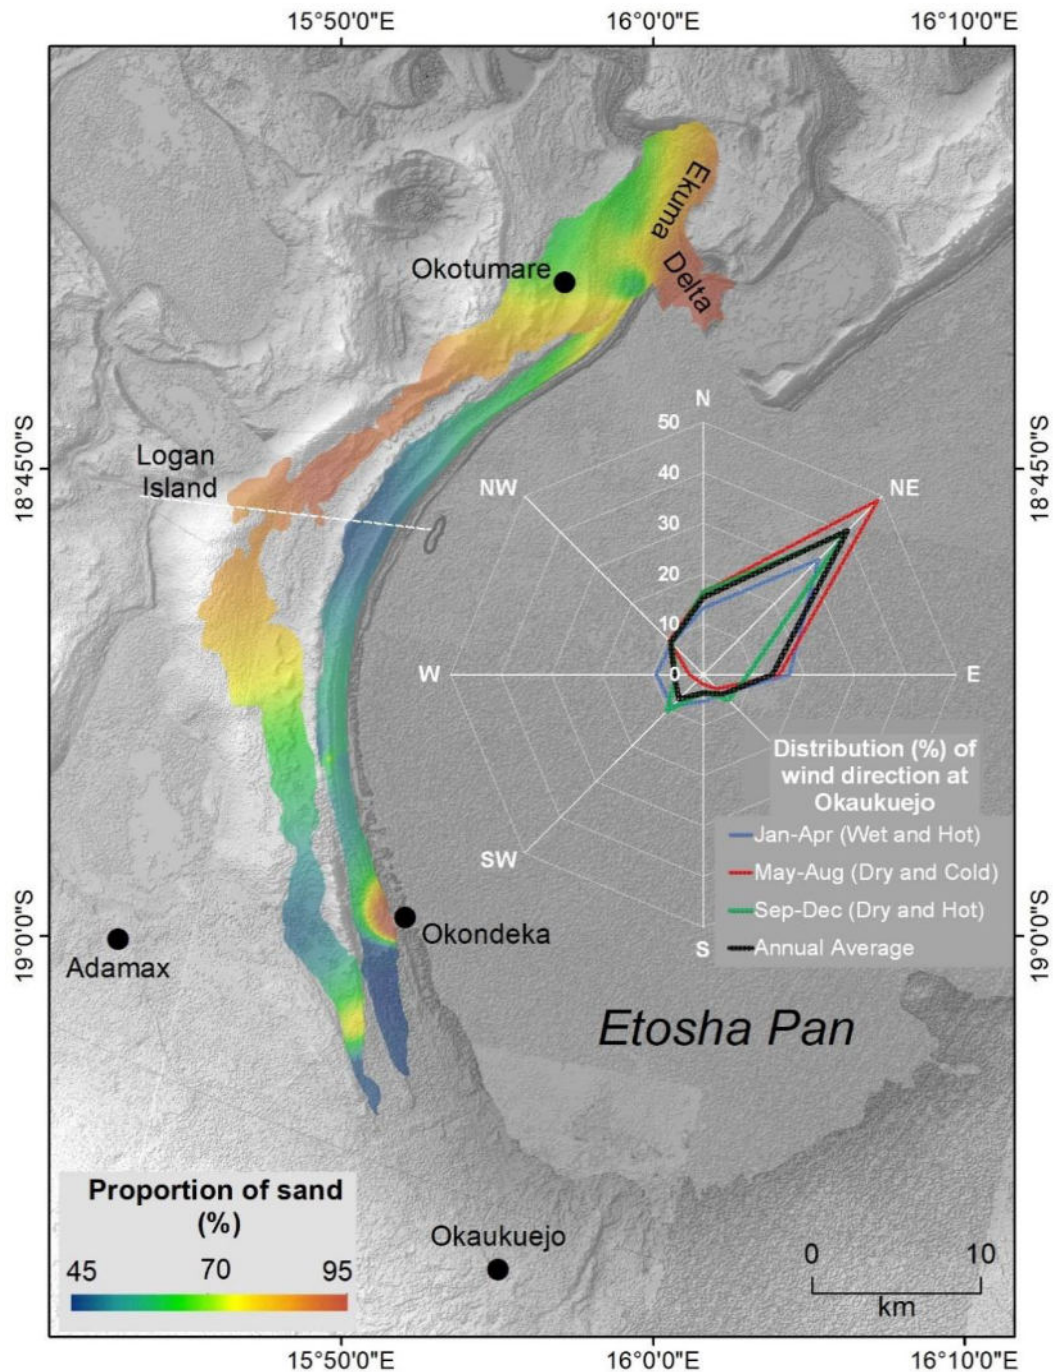 15°50'0"E
16°0'0"E
16°10'0"E
Ekuma
Delta
Okotumare
18°45'0"S
18°45'0"S
Logan
Island
N
50
40
30
20
10
0
NW
NE
W
E
SW
S
Distribution (%) of
wind direction at
Okaukuejo
Jan-Apr (Wet and Hot)
May-Aug (Dry and Cold)
Sep-Dec (Dry and Hot)
Annual Average
19°0'0"S
19°0'0"S
Okondeka
Adamax
Etosha Pan
Proportion of sand
(%)
45 70 95
Okaukuejo
0 10
km
15°50'0"E
16°0'0"E
16°10'0"E